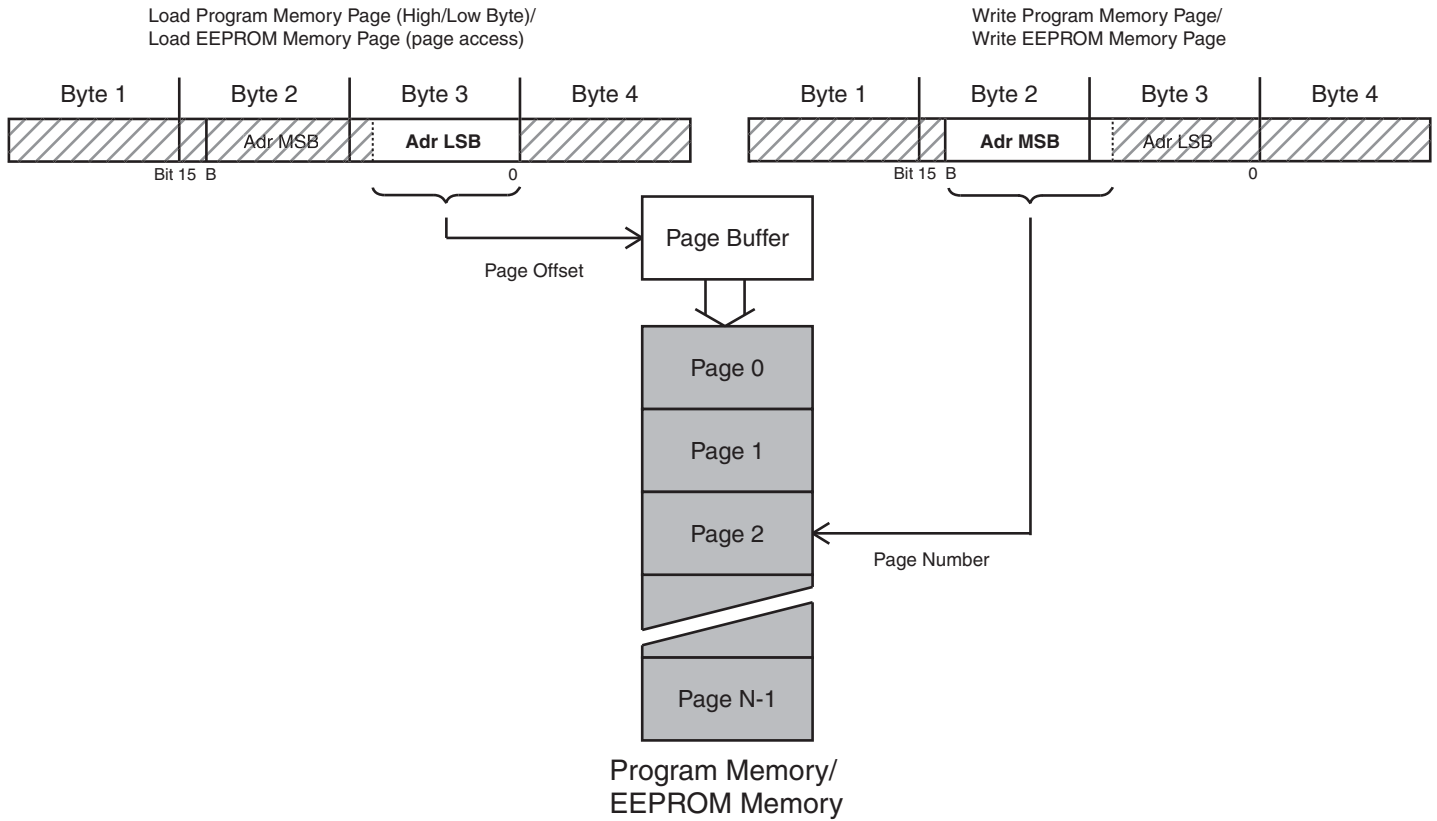 Load Program Memory Page (High/Low Byte)/
Load EEPROM Memory Page (page access)
Byte 1 Byte 2 Byte 3 Byte 4
Adr MSB Adr LSB
Bit 15 B 0
Write Program Memory Page/
Write EEPROM Memory Page
Byte 1 Byte 2 Byte 3 Byte 4
Adr MSB Adr LSB
Bit 15 B 0
Page Buffer
Page Offset
Page 0
Page 1
Page 2
Page Number
Page N-1
Program Memory/
EEPROM Memory